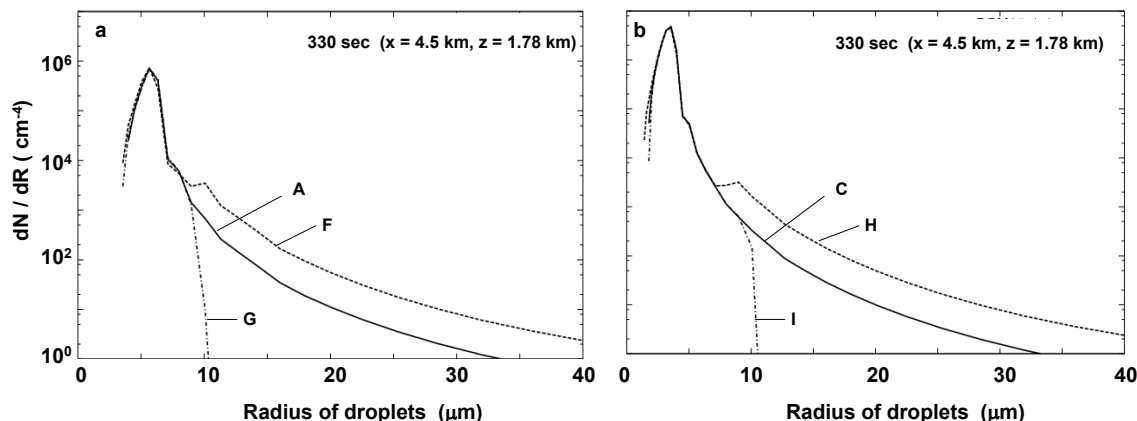 a
330 sec (x = 4.5 km, z = 1.78 km)
10⁶
10⁴
10²
10⁰
dN / dR ( cm⁻⁴)
A
F
G
0 10 20 30 40
Radius of droplets (μm)
b
330 sec (x = 4.5 km, z = 1.78 km)
C
H
I
0 10 20 30 40
Radius of droplets (μm)